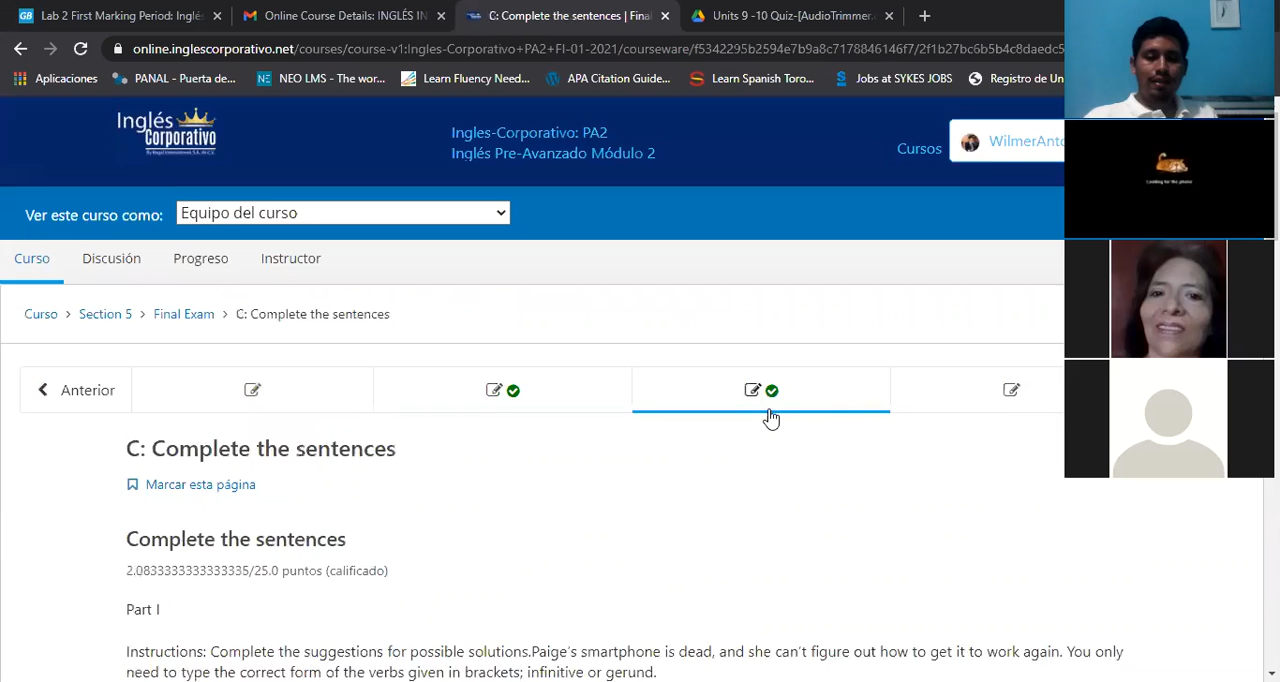 Lab 2 First Marking Period: Inglé
Online Course Details: INGLÉS IN
C: Complete the sentences | Final
Units 9 -10 Quiz-[AudioTrimmer.c
online.inglescorporativo.net/courses/course-v1:Ingles-Corporativo+PA2+FI-01-2021/courseware/f5342295b2594e7b9a8c7178846146f7/2f1b27bc6b5b4c8daedc5
Aplicaciones
PANAL - Puerta de...
NEO LMS - The wor...
Learn Fluency Need...
APA Citation Guide...
Learn Spanish Toro...
Jobs at SYKES JOBS
Registro de Un
Inglés
Corporativo
Ingles-Corporativo: PA2
Inglés Pre-Avanzado Módulo 2
Cursos
WilmerAnto
Ver este curso como:
Equipo del curso
Curso
Discusión
Progreso
Instructor
Curso > Section 5 > Final Exam > C: Complete the sentences
Anterior
C: Complete the sentences
Marcar esta página
Complete the sentences
2.0833333333333335/25.0 puntos (calificado)
Part I
Instructions: Complete the suggestions for possible solutions.Paige's smartphone is dead, and she can't figure out how to get it to work again. You only
need to type the correct form of the verbs given in brackets; infinitive or gerund.